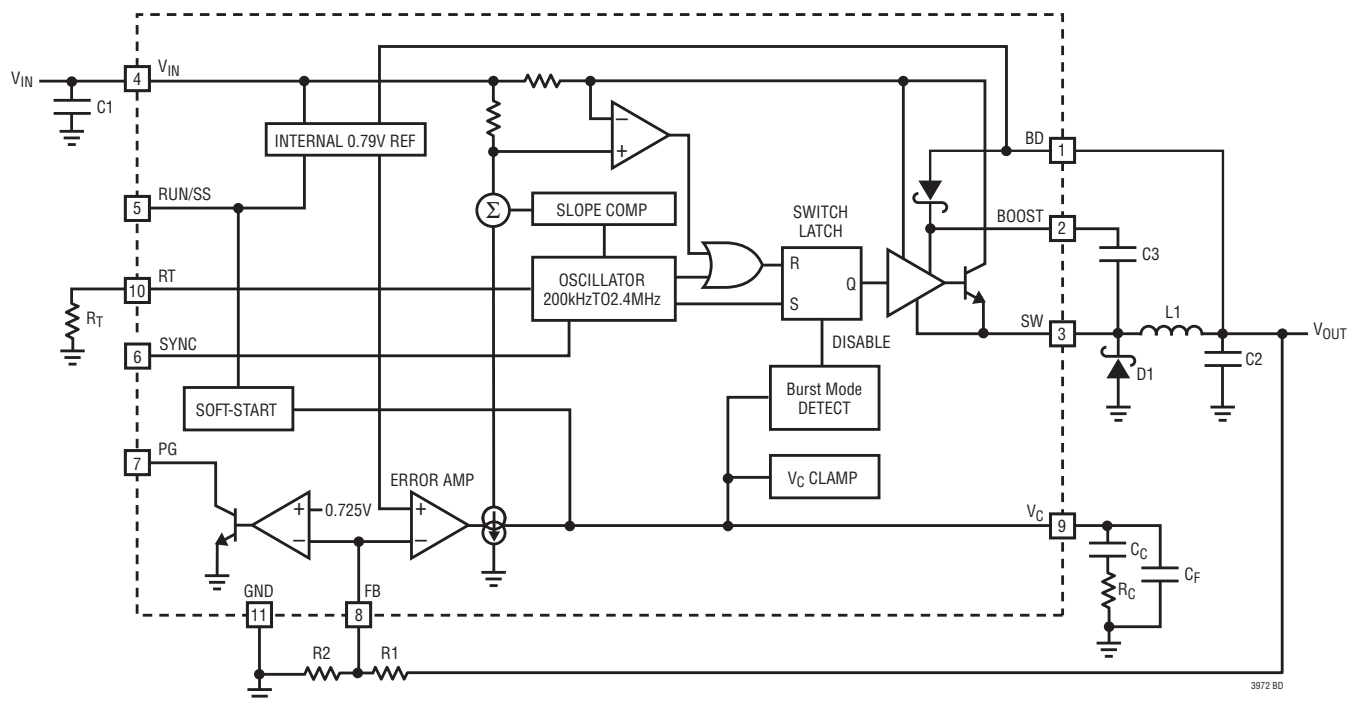 VIN
C1
4
VIN
INTERNAL 0.79V REF
5
RUN/SS
−
+
Σ
SLOPE COMP
OSCILLATOR
200kHzTO2.4MHz
SWITCH
LATCH
R
S
Q
DISABLE
BD
1
BOOST
2
C3
SW
3
L1
VOUT
D1
C2
10
RT
RT
6
SYNC
SOFT-START
Burst Mode
DETECT
VC CLAMP
7
PG
ERROR AMP
+
0.725V
−
+
−
VC
9
CC
RC
CF
GND
11
FB
8
R2
R1
3972 BD